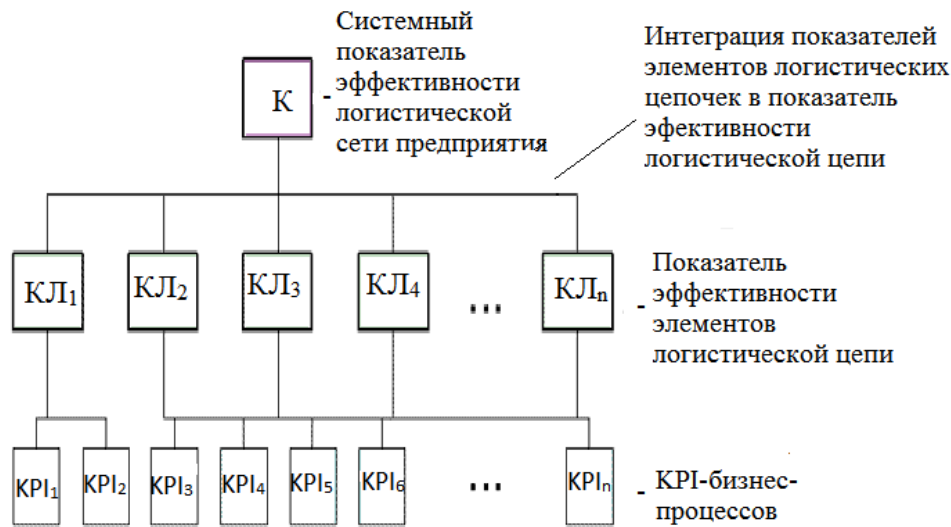 К
- Системный
показатель
эффективности
логистической
сети предприятия
Интеграция показателей
элементов логистических
цепочек в показатель
эфективности
логистической цепи
КЛ₁ КЛ₂ КЛ₃ КЛ₄ ... КЛₙ
- Показатель
эффективности
элементов
логистической цепи
KPI₁ KPI₂ KPI₃ KPI₄ KPI₅ KPI₆ ... KPIₙ
- KPI-бизнес-
процессов